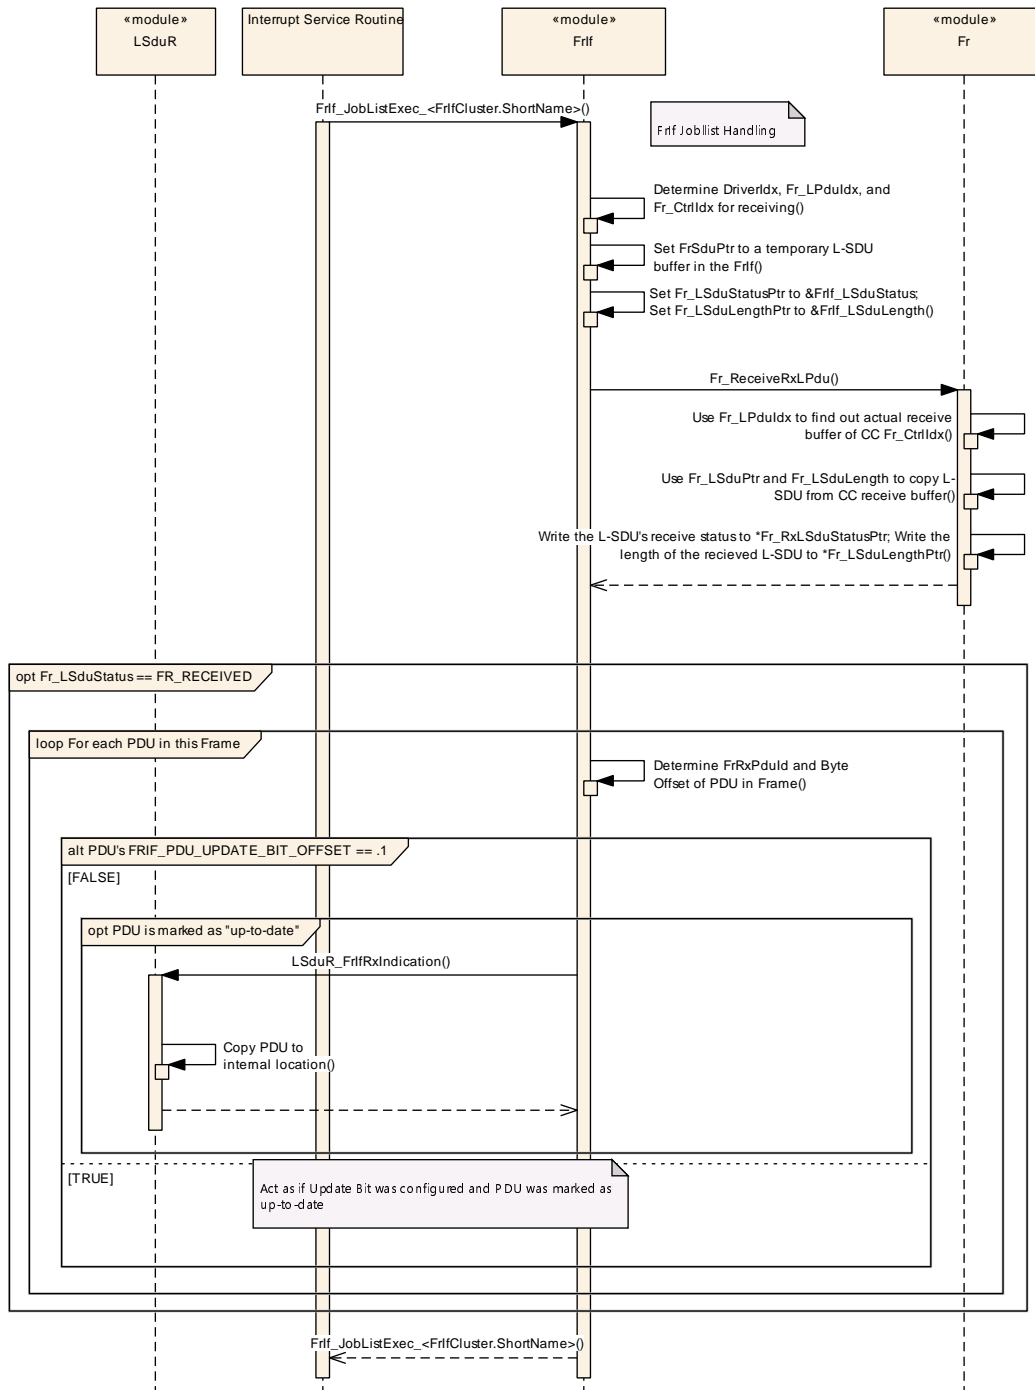 «module»
LSduR
Interrupt Service Routine
«module»
FrIf
«module»
Fr
FrIf_JobListExec_<FrIfCluster.ShortName>()
FrIf Joblist Handling
Determine DriverIdx, Fr_LPduIdx, and
Fr_CtrlIdx for receiving()
Set FrSduPtr to a temporary L-SDU
buffer in the FrIf()
Set Fr_LSduStatusPtr to &FrIf_LSduStatus;
Set Fr_LSduLengthPtr to &FrIf_LSduLength()
Fr_ReceiveRxLPdu()
Use Fr_LPduIdx to find out actual receive
buffer of CC Fr_CtrlIdx()
Use Fr_LSduPtr and Fr_LSduLength to copy L-
SDU from CC receive buffer()
Write the L-SDU's receive status to *Fr_RxLSduStatusPtr; Write the
length of the recieved L-SDU to *Fr_LSduLengthPtr()
opt Fr_LSduStatus == FR_RECEIVED
loop For each PDU in this Frame
Determine FrRxPduId and Byte
Offset of PDU in Frame()
alt PDU's FRIF_PDU_UPDATE_BIT_OFFSET == .1
[FALSE]
opt PDU is marked as "up-to-date"
LSduR_FrIfRxIndication()
Copy PDU to
internal location()
[TRUE]
Act as if Update Bit was configured and PDU was marked as
up-to-date
FrIf_JobListExec_<FrIfCluster.ShortName>()